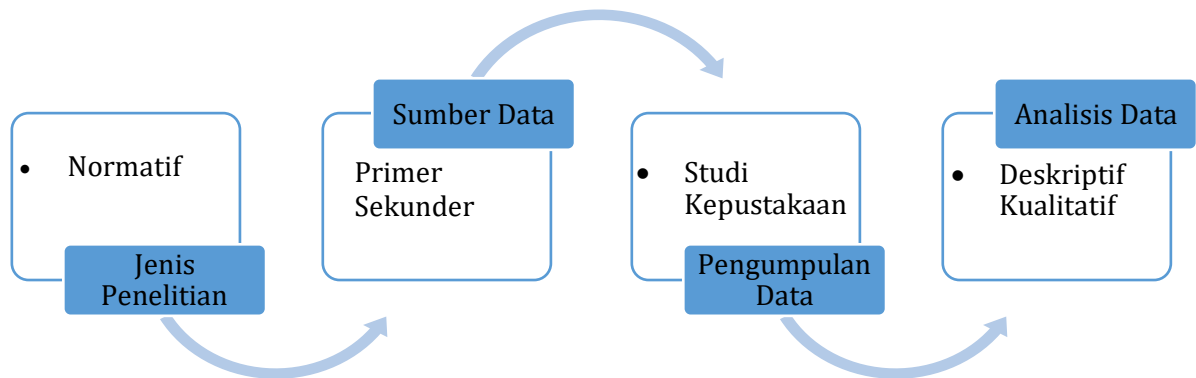 • Normatif
Jenis
Penelitian
Sumber Data
Primer
Sekunder
• Studi
Kepustakaan
Pengumpulan
Data
Analisis Data
• Deskriptif
Kualitatif